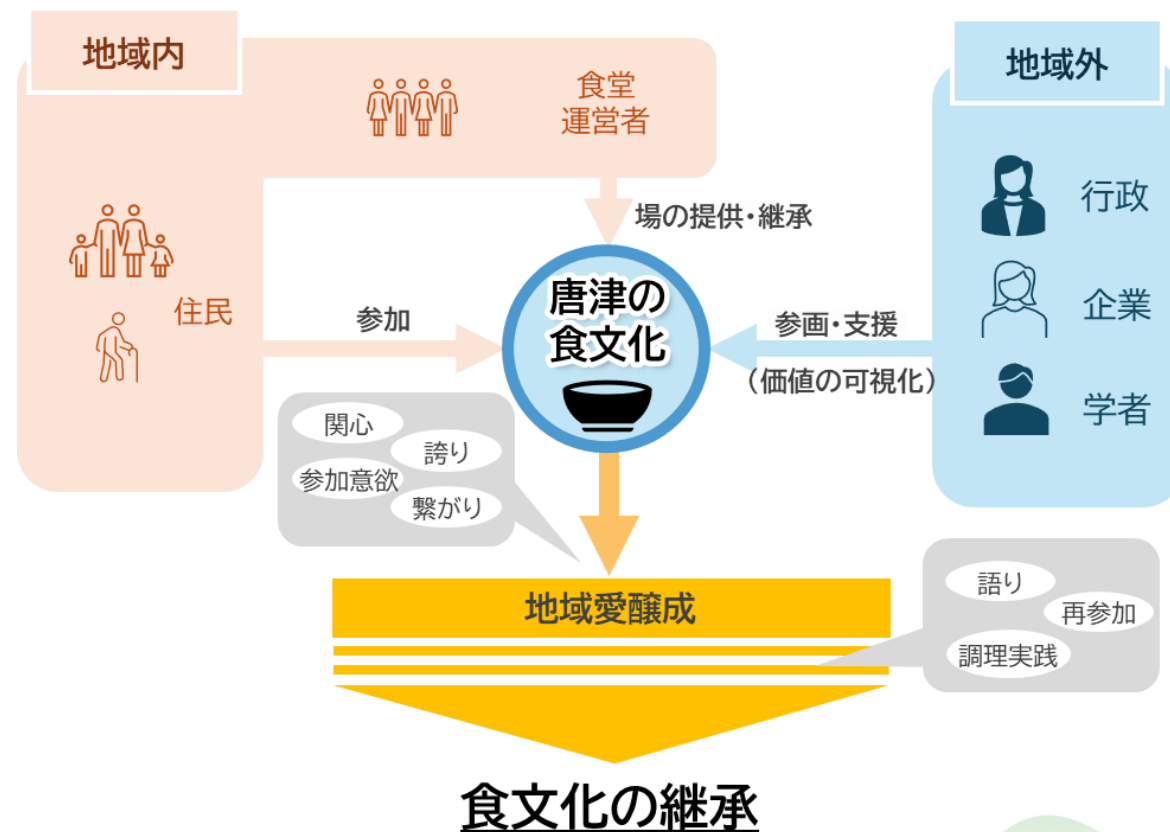 地域内
食堂
運営者
住民
地域外
行政
企業
学者
場の提供・継承
参加
唐津の
食文化
参画・支援
(価値の可視化)
関心
誇り
参加意欲
繋がり
地域愛醸成
語り
再参加
調理実践
食文化の継承